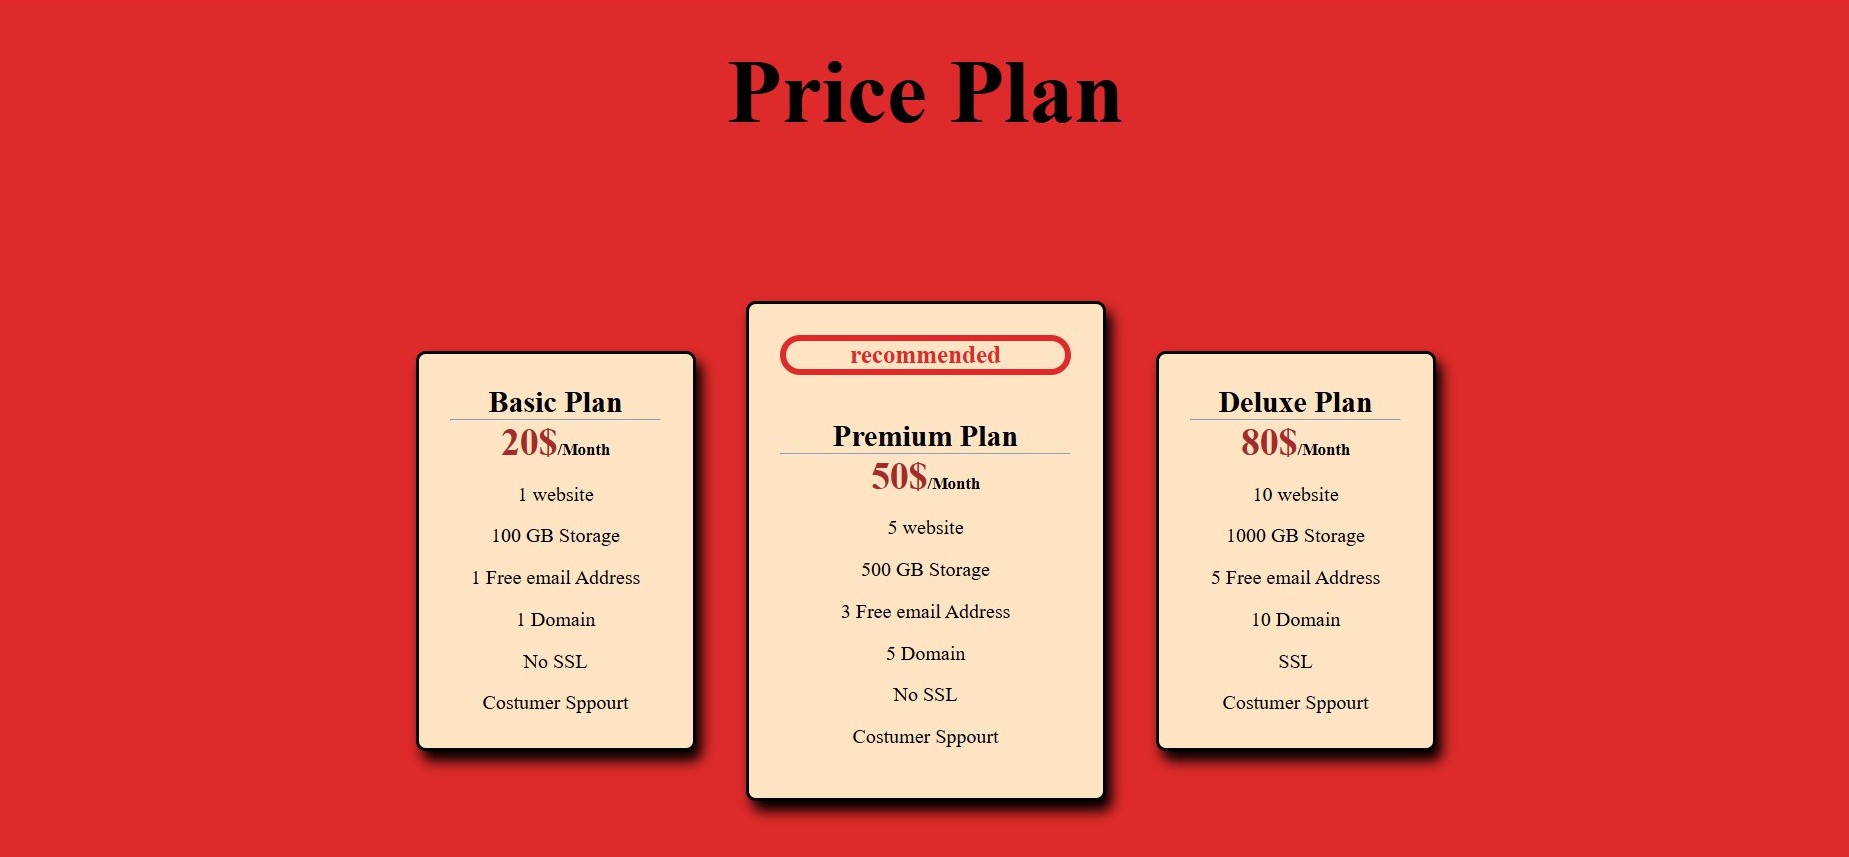 Price Plan
Basic Plan
20$/Month
1 website
100 GB Storage
1 Free email Address
1 Domain
No SSL
Costumer Sppourt
recommended
Premium Plan
50$/Month
5 website
500 GB Storage
3 Free email Address
5 Domain
No SSL
Costumer Sppourt
Deluxe Plan
80$/Month
10 website
1000 GB Storage
5 Free email Address
10 Domain
SSL
Costumer Sppourt